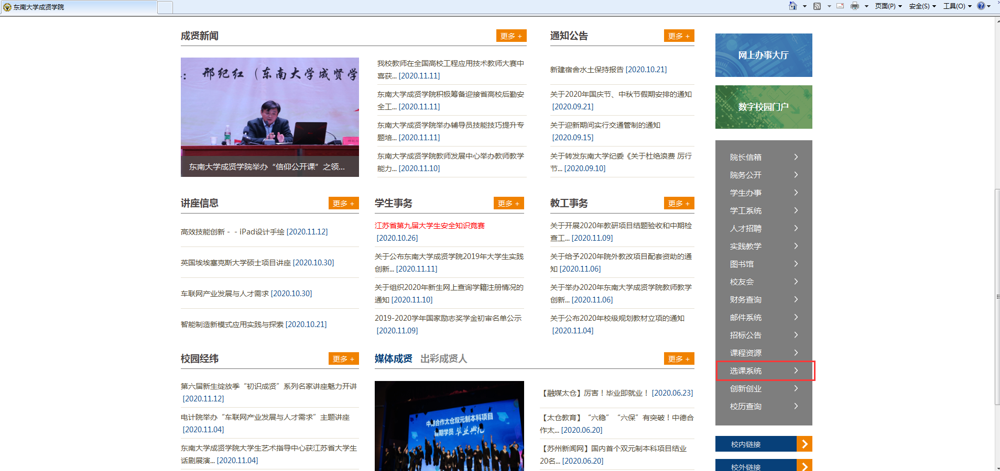 东南大学成贤学院
页面(P)
安全(S)
工具(O)
成贤新闻
更多 +
邢纪红（东南大学成贤学
东南大学成贤学院举办“信仰公开课”之领...
我校教师在全国高校工程应用技术教师大赛中
喜获... [2020.11.11]
东南大学成贤学院积极筹备迎接省高校后勤安
全工... [2020.11.11]
东南大学成贤学院举办辅导员技能技巧提升专
题培... [2020.11.11]
东南大学成贤学院教师发展中心举办教师教学
能力... [2020.11.10]
通知公告
更多 +
新建宿舍水土保持报告 [2020.10.21]
关于2020年国庆节、中秋节假期安排的通知
[2020.09.21]
关于迎新期间实行交通管制的通知
[2020.09.15]
关于转发东南大学纪委《关于杜绝浪费 厉行
节... [2020.09.10]
讲座信息
更多 +
高效技能创新－－iPad设计手绘 [2020.11.12]
英国埃埃塞克斯大学硕士项目讲座 [2020.10.30]
车联网产业发展与人才需求 [2020.10.30]
智能制造新模式应用实践与探索 [2020.10.21]
学生事务
更多 +
江苏省第九届大学生安全知识竞赛
[2020.10.26]
关于公布东南大学成贤学院2019年大学生实践
创新... [2020.11.11]
关于组织2020年新生网上查询学籍注册情况的
通知 [2020.11.10]
2019-2020学年国家励志奖学金初审名单公示
[2020.11.09]
教工事务
更多 +
关于开展2020年教研项目结题验收和中期检
查工... [2020.11.09]
关于给予2020年院外教改项目配套资助的通
知 [2020.11.06]
关于举办2020年东南大学成贤学院教师教学
创新... [2020.11.06]
关于公布2020年校级规划教材立项的通知
[2020.11.04]
校园经纬
更多 +
第六届新生绽放季“初识成贤”系列名家讲座魅力开讲
[2020.11.12]
电计院举办“车联网产业发展与人才需求”主题讲座
[2020.11.04]
东南大学成贤学院大学生艺术指导中心获江苏省大学生
话剧展演... [2020.11.04]
媒体成贤 出彩成贤人
更多 +
中德合作太仓双元制本科项目
首期学员 毕业典礼
【融媒太仓】厉害！毕业即就业！ [2020.06.23]
【太仓教育】“六稳”“六保”有突破！中德合
作太... [2020.06.20]
【苏州新闻网】国内首个双元制本科项目结业
20名... [2020.06.20]
网上办事大厅
数字校园门户
院长信箱
院务公开
学生办事
学工系统
人才招聘
实践教学
图书馆
校友会
财务查询
邮件系统
招标公告
课程资源
选课系统
创新创业
校历查询
校内链接
校外链接